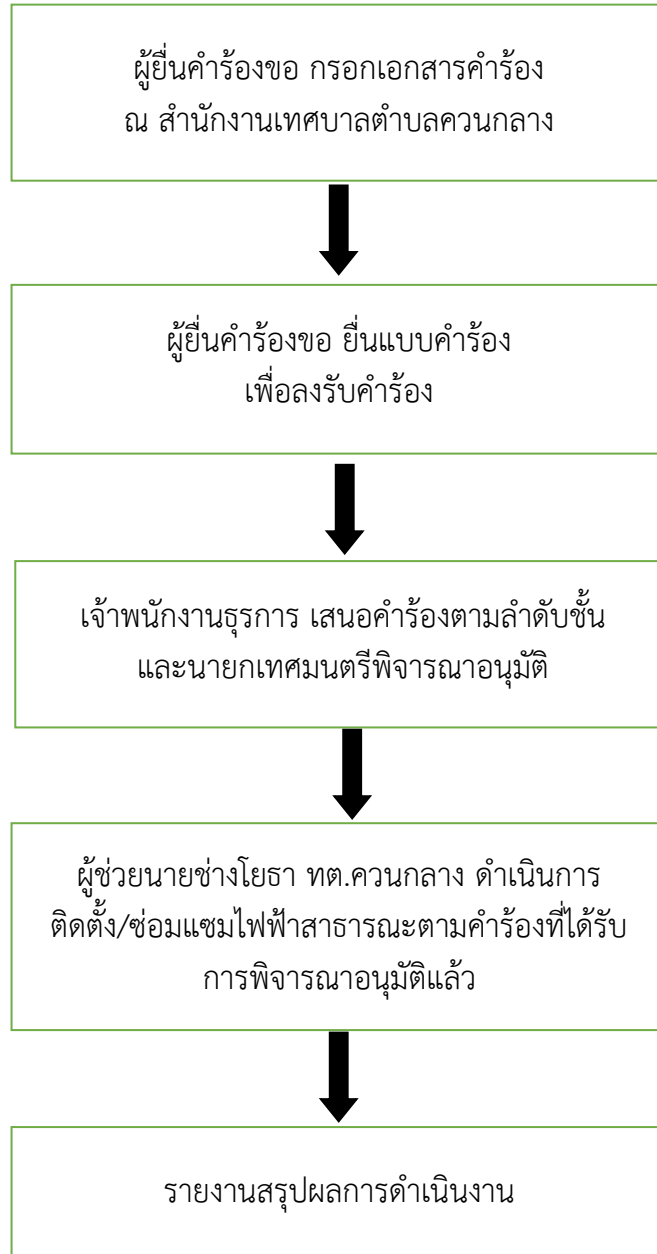 ผู้ยื่นคำร้องขอ กรอกเอกสารคำร้อง
ณ สำนักงานเทศบาลตำบลควนกลาง
ผู้ยื่นคำร้องขอ ยื่นแบบคำร้อง
เพื่อลงรับคำร้อง
เจ้าพนักงานธุรการ เสนอคำร้องตามลำดับชั้น
และนายกเทศมนตรีพิจารณาอนุมัติ
ผู้ช่วยนายช่างโยธา ทต.ควนกลาง ดำเนินการ
ติดตั้ง/ซ่อมแซมไฟฟ้าสาธารณะตามคำร้องที่ได้รับ
การพิจารณาอนุมัติแล้ว
รายงานสรุปผลการดำเนินงาน